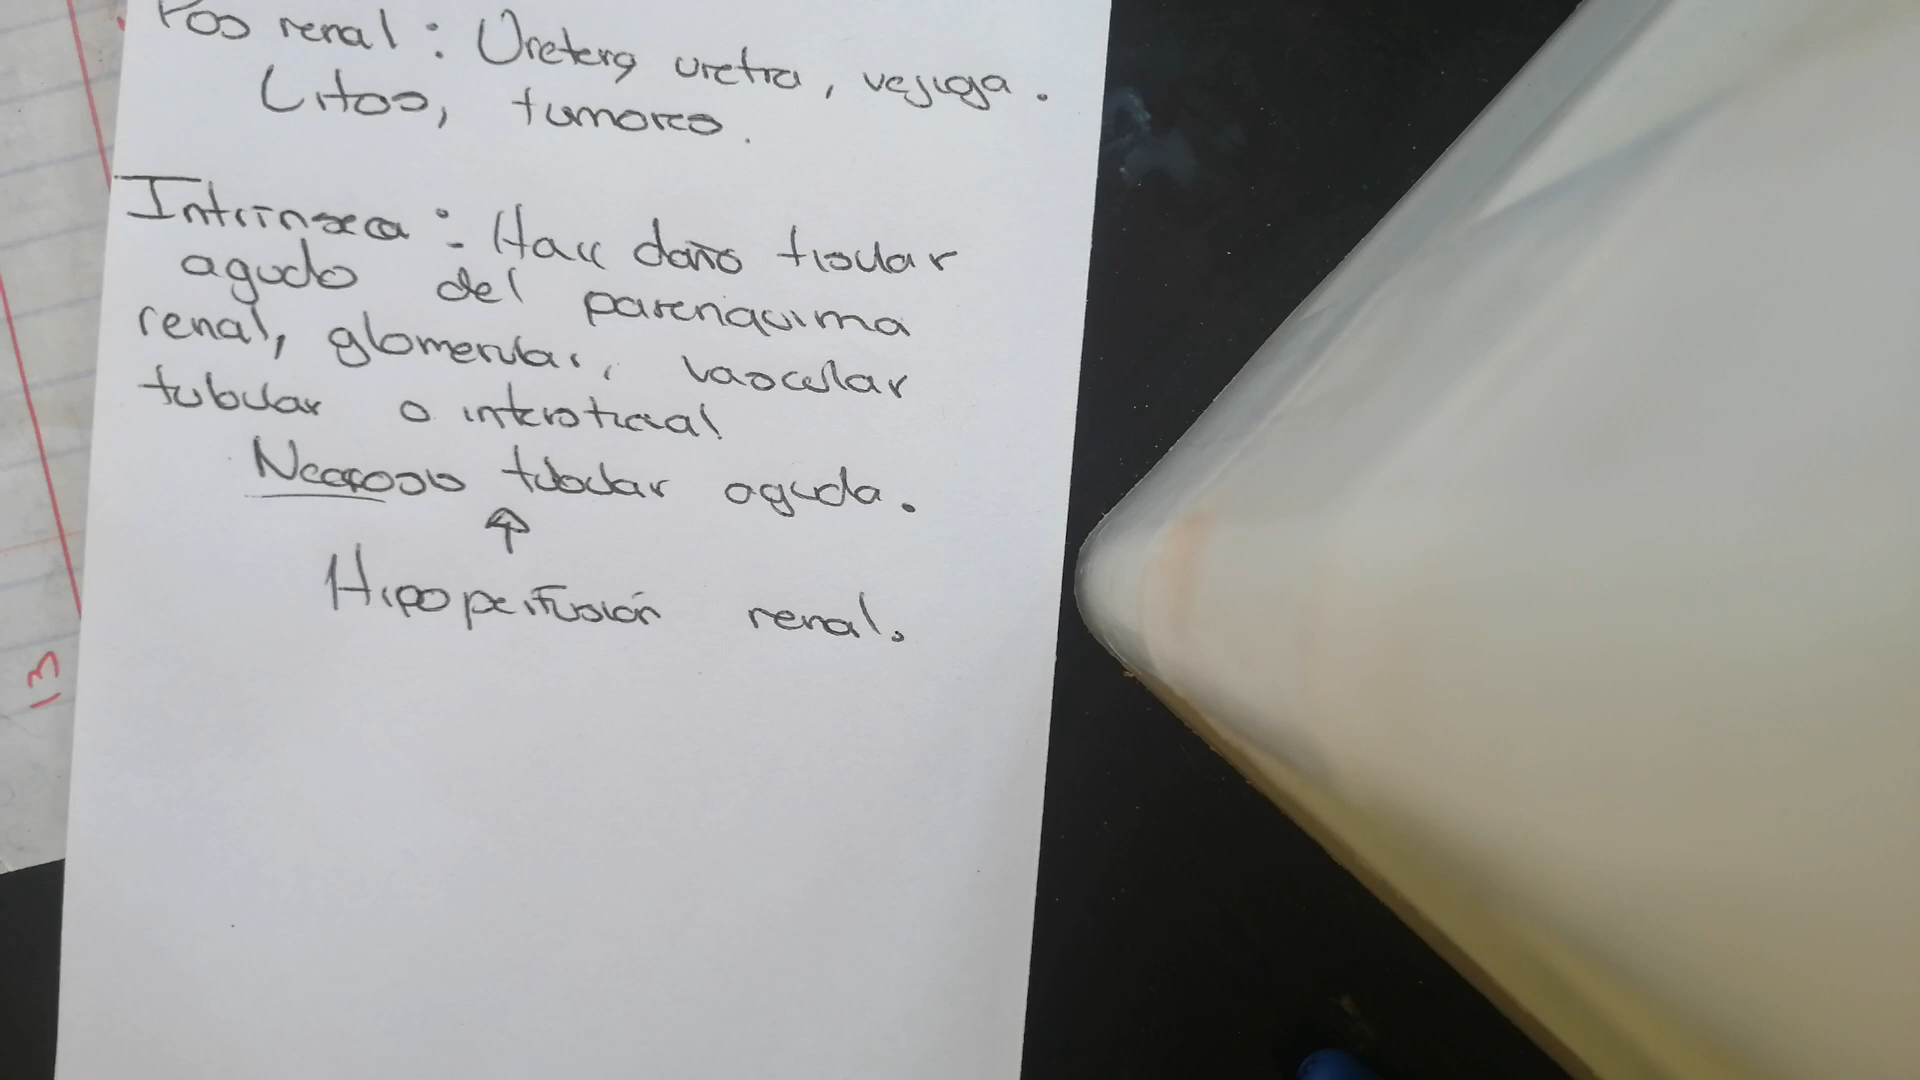 Pos renal : Uretero uretra, vejiga.
Litos, tumores.
Intrinseca : Hay daño tisular
agudo del parenquima
renal, glomerular, vascular
tubular o intersticial
Necrosis tubular aguda.
↑
Hipoperfusión renal.
13